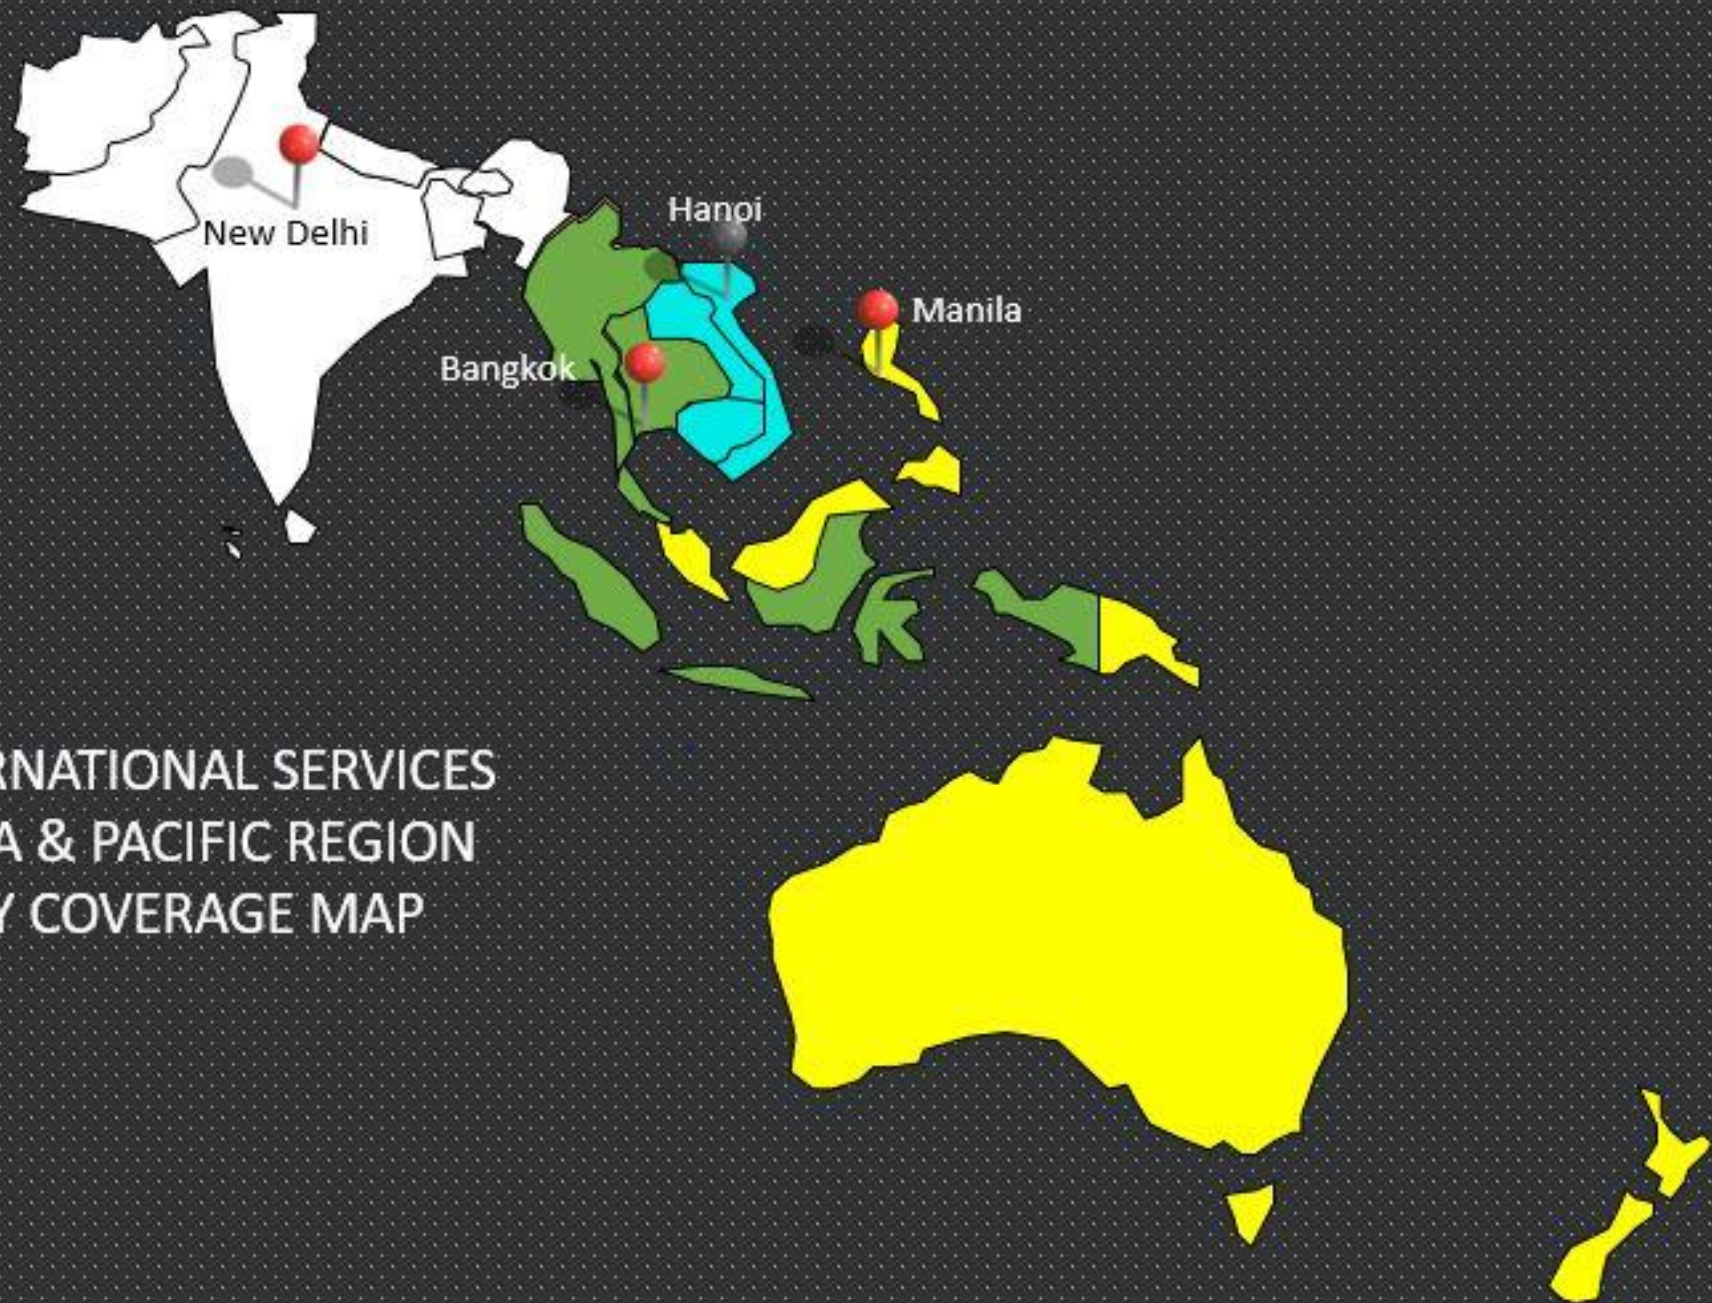 Hanoi
New Delhi
Manila
Bangkok
RNATIONAL SERVICES
A & PACIFIC REGION
Y COVERAGE MAP